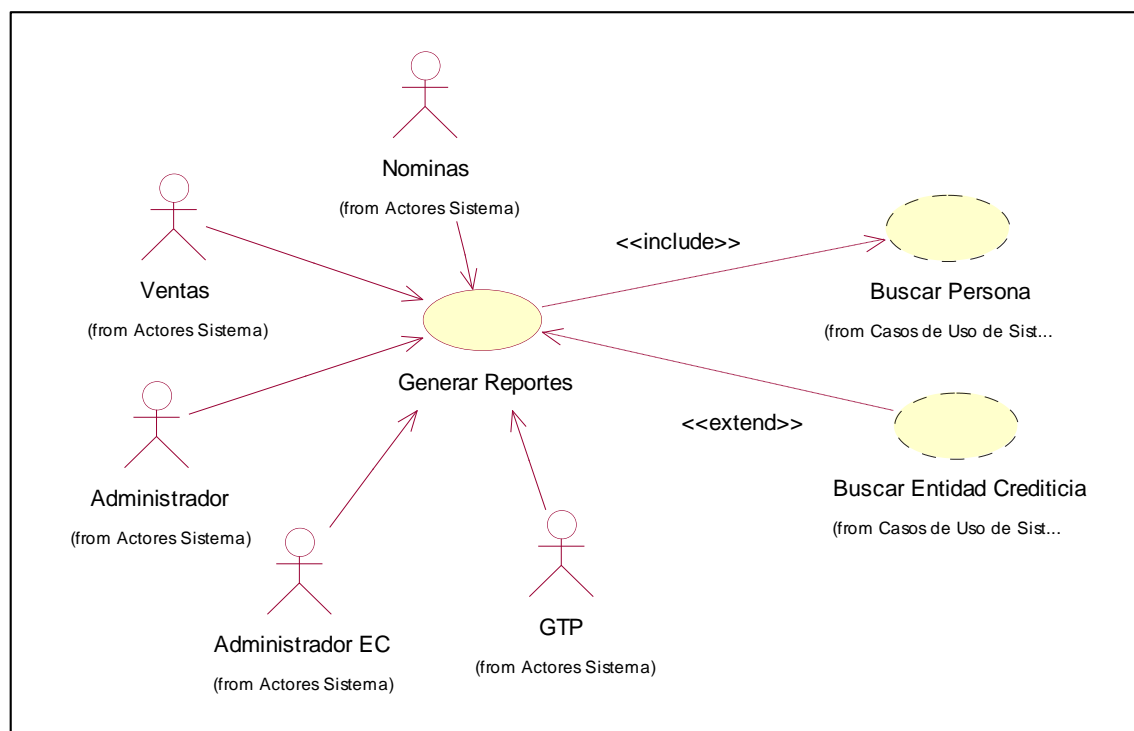 Nominas
(from Actores Sistema)
Ventas
(from Actores Sistema)
<<include>>
Buscar Persona
(from Casos de Uso de Sist...
Generar Reportes
<<extend>>
Administrador
(from Actores Sistema)
Buscar Entidad Crediticia
(from Casos de Uso de Sist...
Administrador EC
(from Actores Sistema)
GTP
(from Actores Sistema)